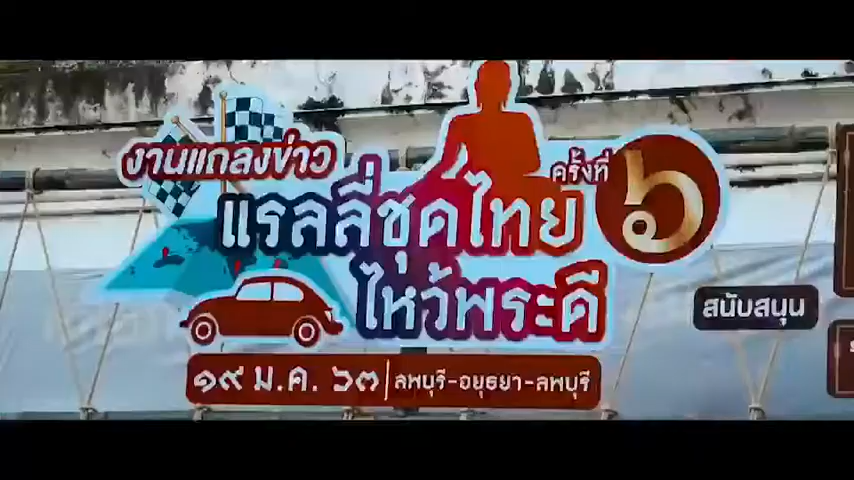 งานแถลงข่าว
ครั้งที่ ๖
แรลลี่ชุดไทย
ไหว้พระดี
สนับสนุน
๑๙ ม.ค. ๖๓ | ลพบุรี-อยุธยา-ลพบุรี